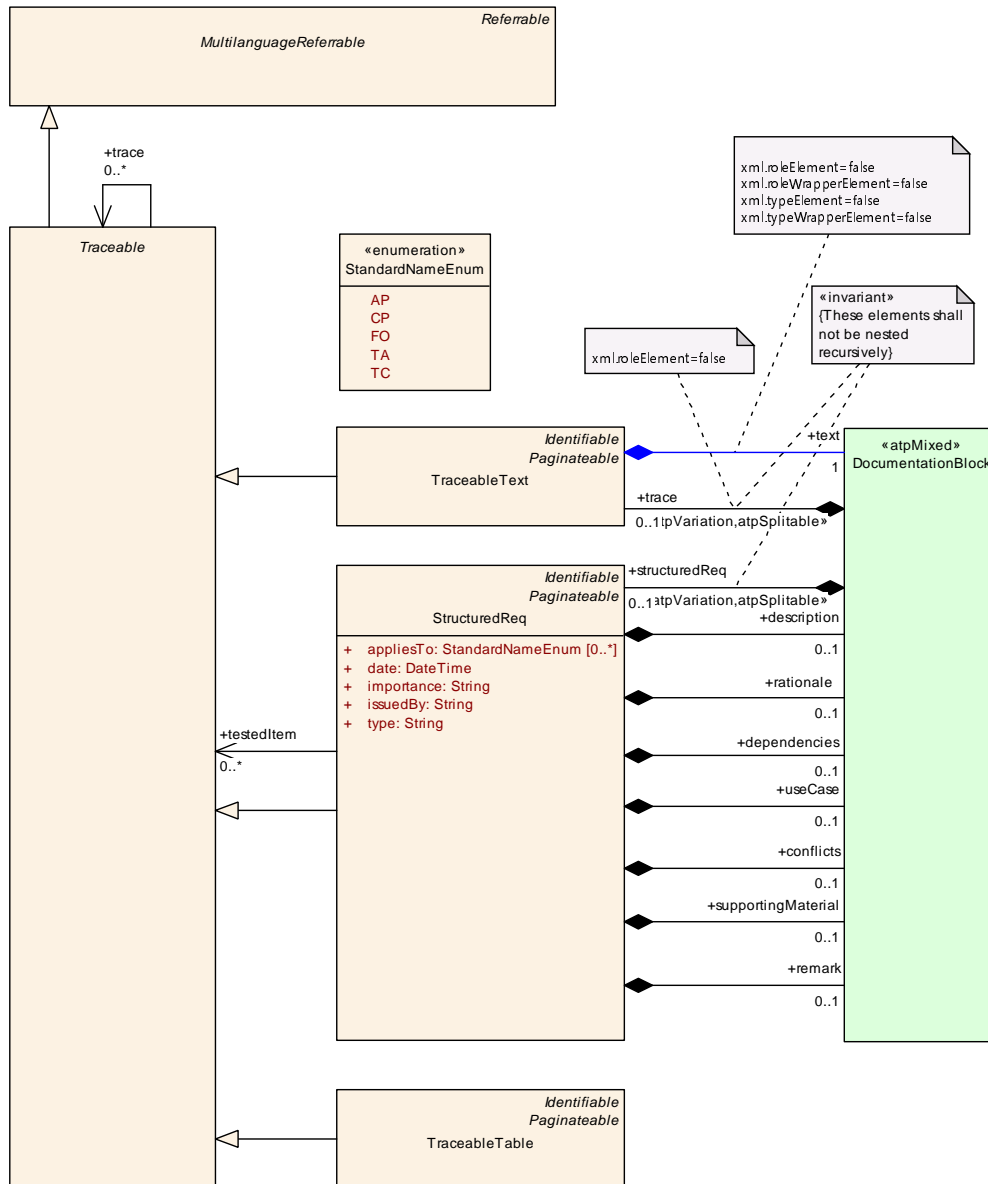 Referrable
MultilanguageReferrable
+trace
0..*
Traceable
«enumeration»
StandardNameEnum
AP
CP
FO
TA
TC
xml.roleElement=false
xml.roleWrapperElement=false
xml.typeElement=false
xml.typeWrapperElement=false
«invariant»
{These elements shall
not be nested
recursively}
xml.roleElement=false
Identifiable
Paginateable
TraceableText
+text
1
«atpMixed»
DocumentationBlock
+trace
0..1
tpVariation,atpSplitable»
Identifiable
Paginateable
StructuredReq
+structuredReq
0..1
atpVariation,atpSplitable»
+ appliesTo: StandardNameEnum [0..*]
+ date: DateTime
+ importance: String
+ issuedBy: String
+ type: String
+description
0..1
+rationale
0..1
+testedItem
0..*
+dependencies
0..1
+useCase
0..1
+conflicts
0..1
+supportingMaterial
0..1
+remark
0..1
Identifiable
Paginateable
TraceableTable